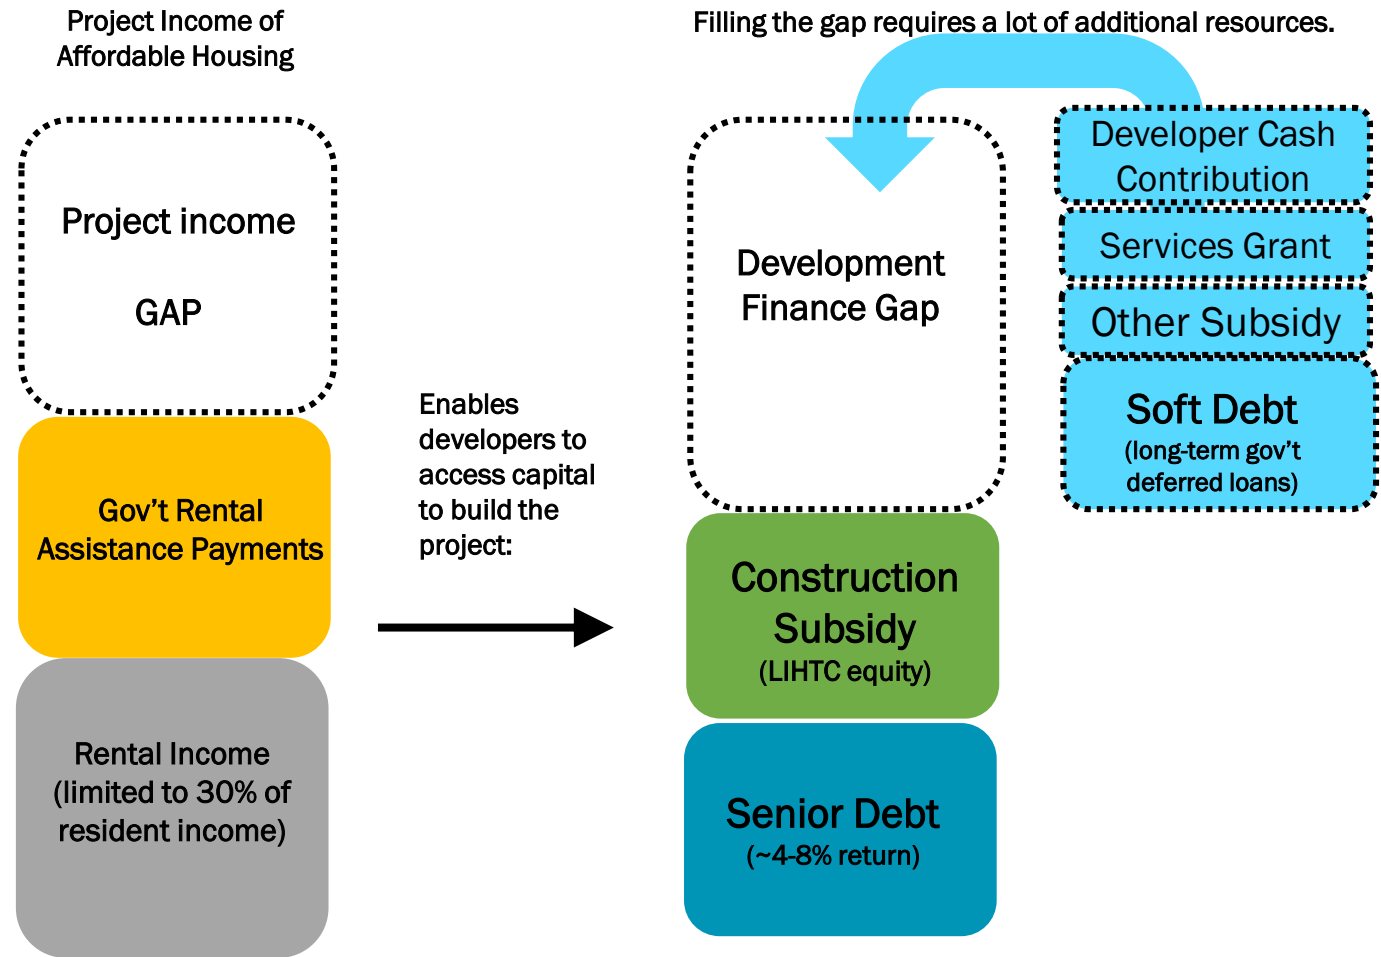 Project Income of
Affordable Housing
Project income
GAP
Gov’t Rental
Assistance Payments
Rental Income
(limited to 30% of
resident income)
Enables
developers to
access capital
to build the
project:
Filling the gap requires a lot of additional resources.
Development
Finance Gap
Construction
Subsidy
(LIHTC equity)
Senior Debt
(~4-8% return)
Developer Cash
Contribution
Services Grant
Other Subsidy
Soft Debt
(long-term gov’t
deferred loans)